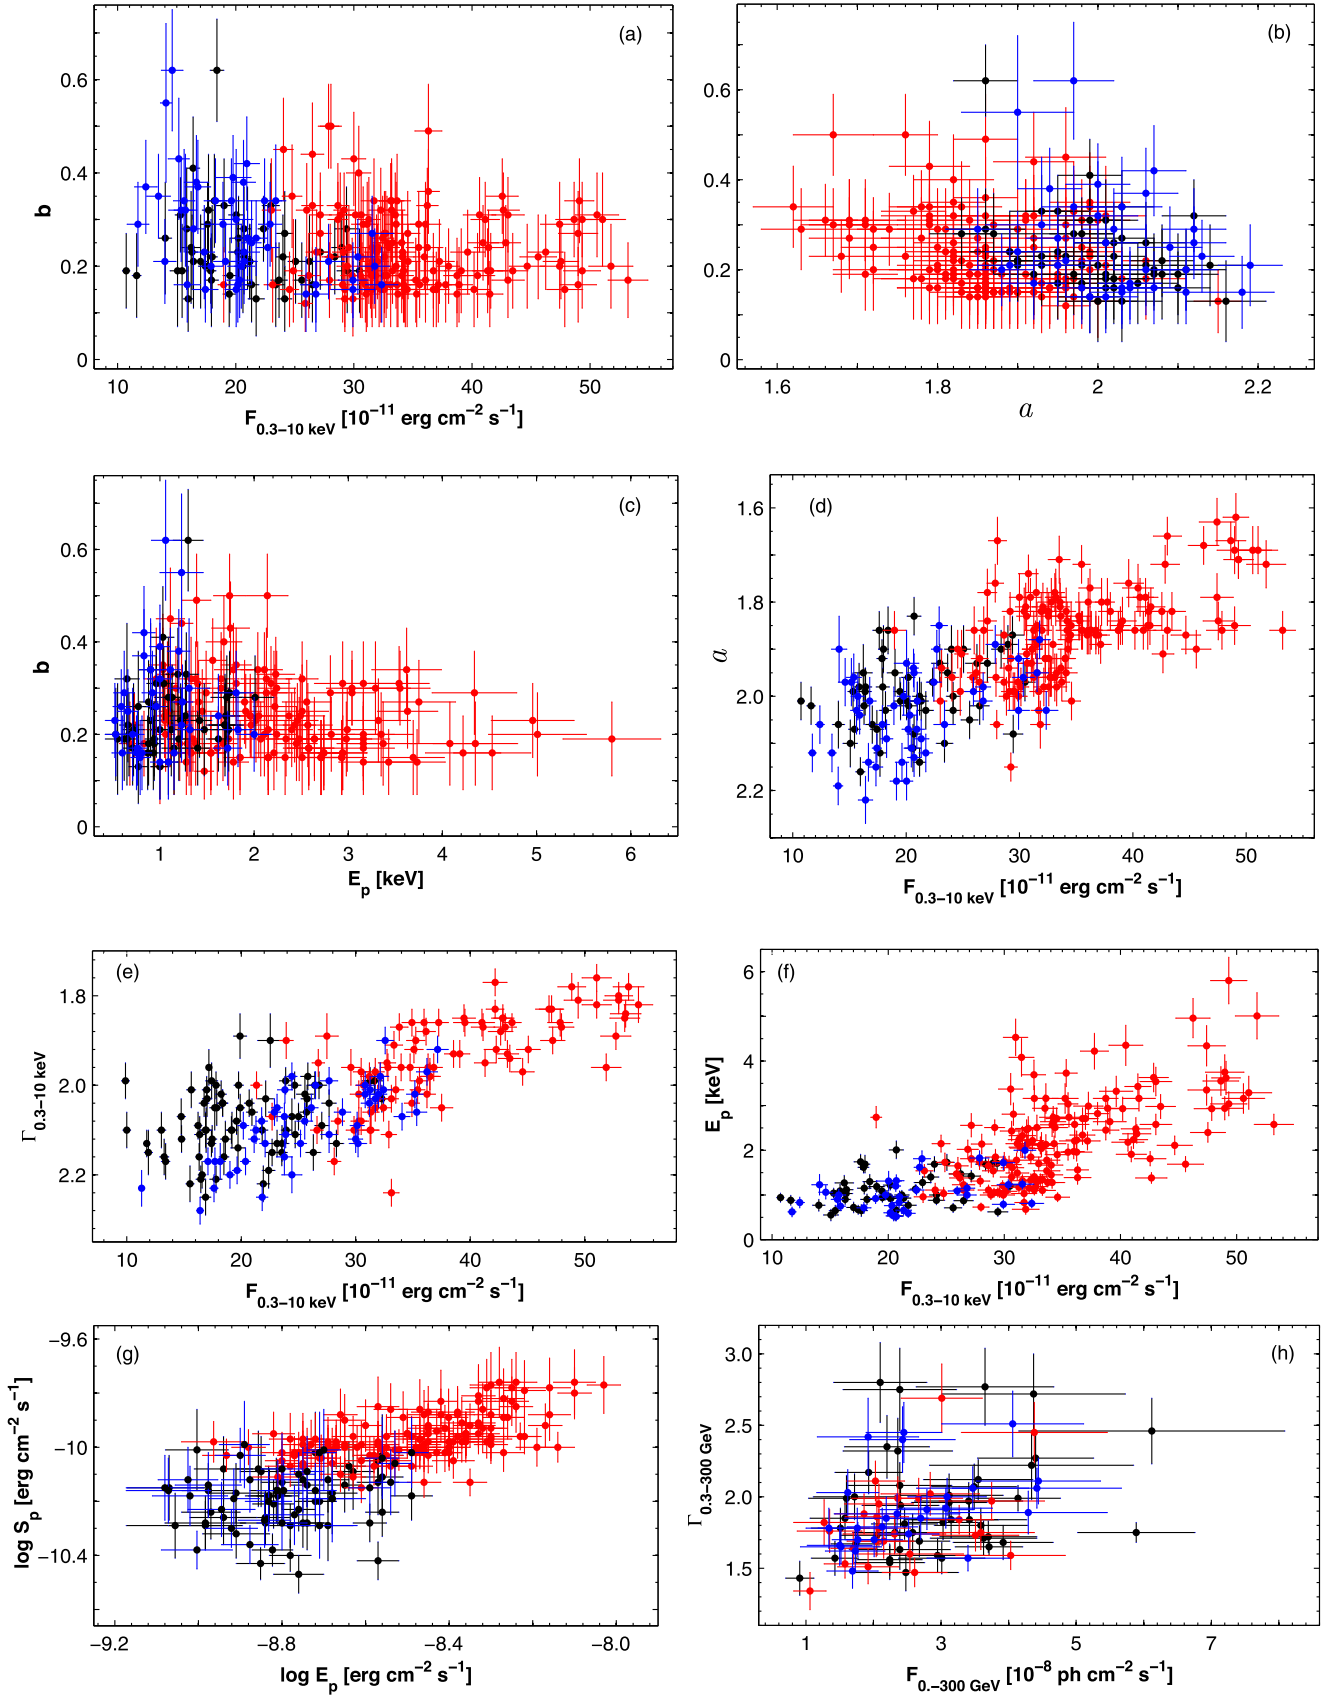 (a)
b
0.6
0.4
0.2
0
10 20 30 40 50
F0.3−10 keV [10−11 erg cm−2 s−1]
(b)
0.6
0.4
0.2
0
1.6 1.8 2 2.2
a
(c)
b
0.6
0.4
0.2
0
1 2 3 4 5 6
Ep [keV]
(d)
a
1.6
1.8
2.0
2.2
10 20 30 40 50
F0.3−10 keV [10−11 erg cm−2 s−1]
(e)
Γ0.3−10 keV
1.8
2.0
2.2
10 20 30 40 50
F0.3−10 keV [10−11 erg cm−2 s−1]
(f)
Ep [keV]
6
4
2
0
10 20 30 40 50
F0.3−10 keV [10−11 erg cm−2 s−1]
(g)
log Sp [erg cm−2 s−1]
−9.6
−10
−10.4
−9.2 −8.8 −8.4 −8.0
log Ep [erg cm−2 s−1]
(h)
Γ0.3−300 GeV
3.0
2.5
2.0
1.5
1 3 5 7
F0.−300 GeV [10−8 ph cm−2 s−1]